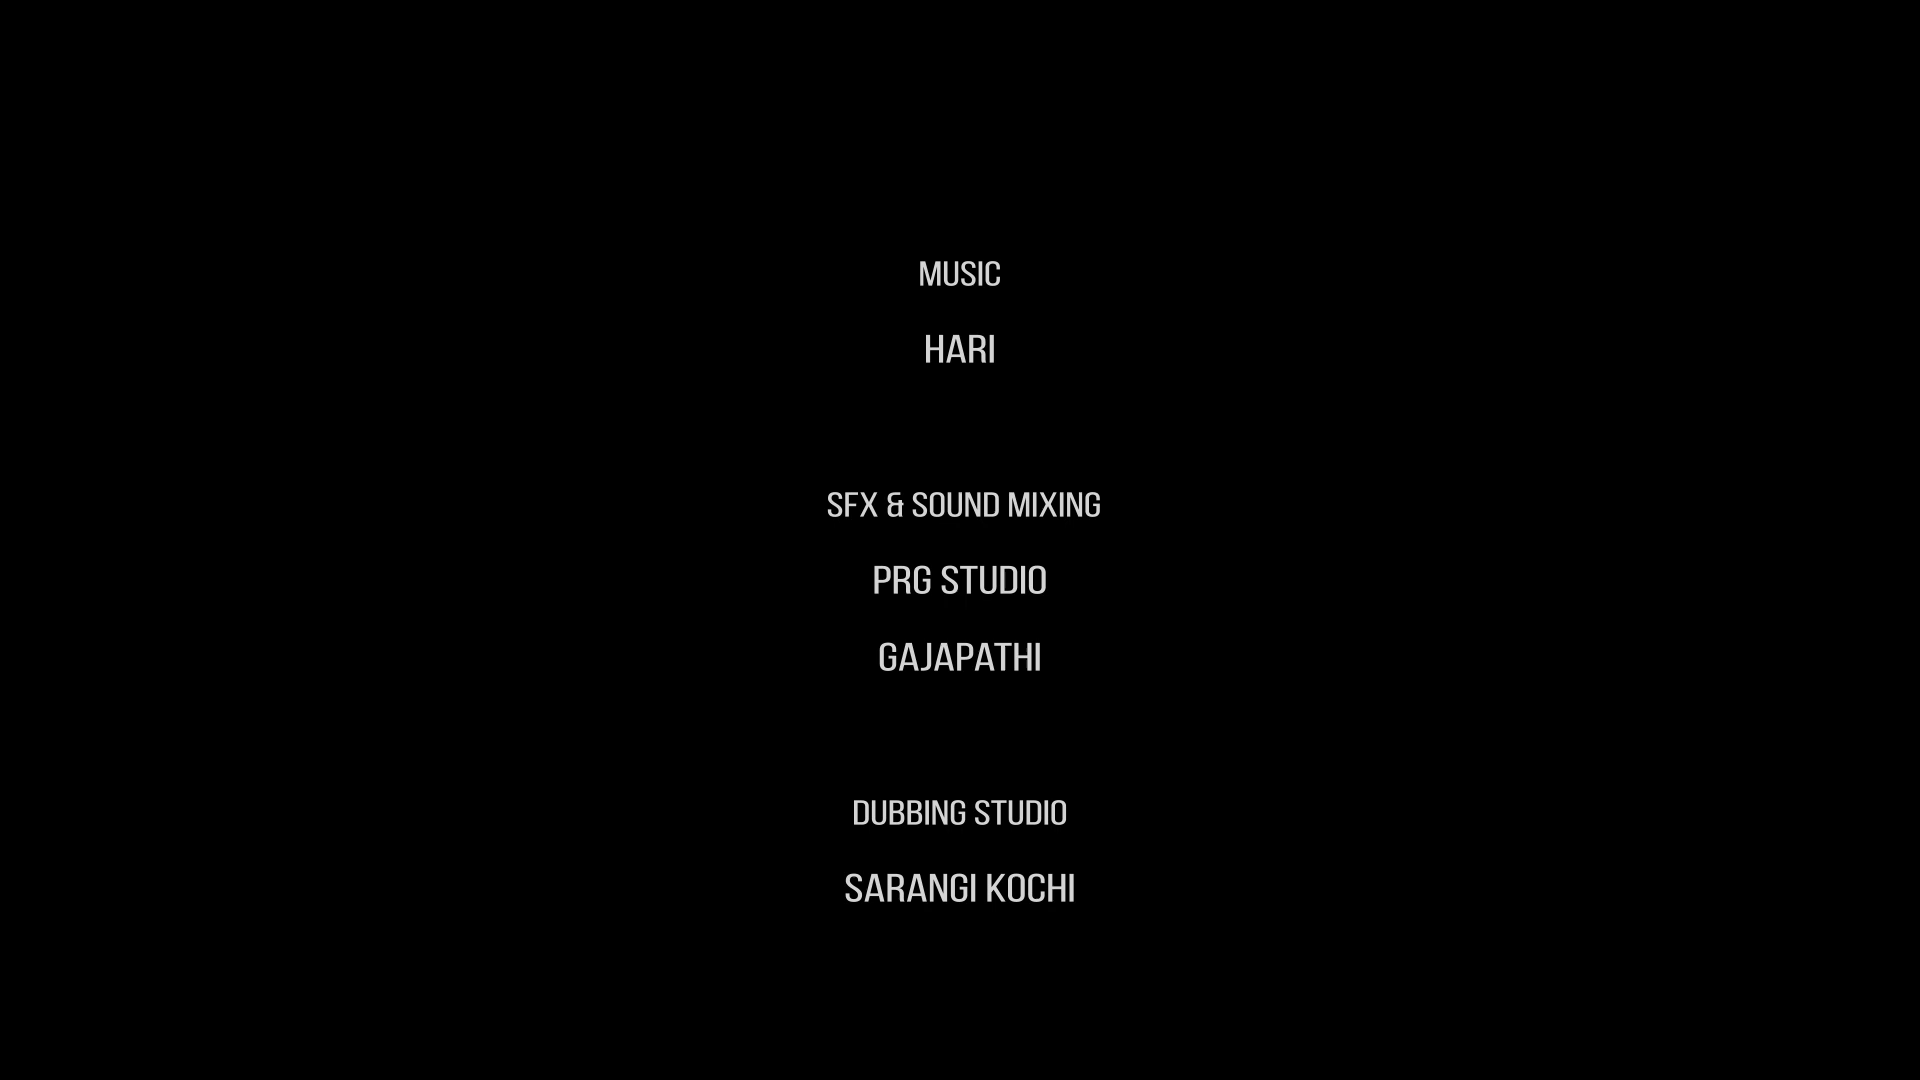 MUSIC
HARI
SFX & SOUND MIXING
PRG STUDIO
GAJAPATHI
DUBBING STUDIO
SARANGI KOCHI